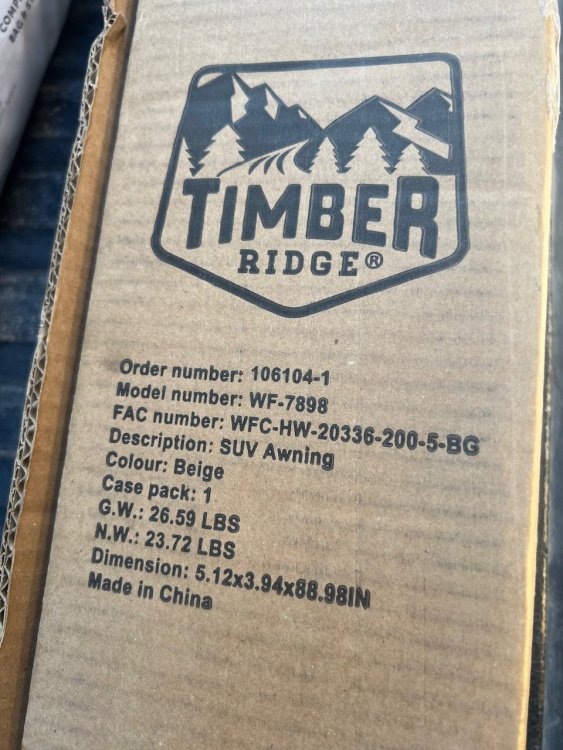 COMP
BAG & S
TIMBER
RIDGE®
Order number: 106104-1
Model number: WF-7898
FAC number: WFC-HW-20336-200-5-BG
Description: SUV Awning
Colour: Beige
Case pack: 1
G.W.: 26.59 LBS
N.W.: 23.72 LBS
Dimension: 5.12x3.94x88.98IN
Made in China